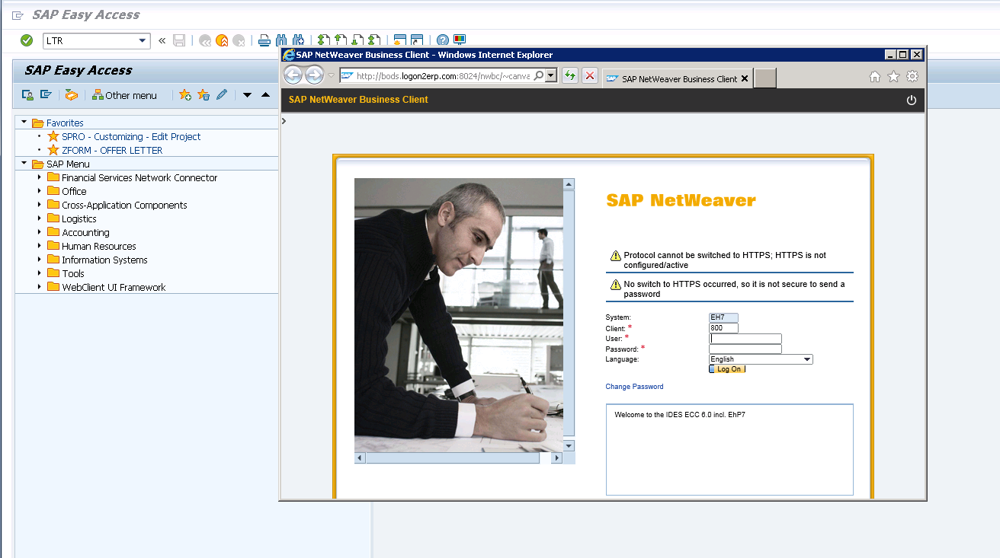 SAP Easy Access
LTR
SAP Easy Access
Other menu
Favorites
SPRO - Customizing - Edit Project
ZFORM - OFFER LETTER
SAP Menu
Financial Services Network Connector
Office
Cross-Application Components
Logistics
Accounting
Human Resources
Information Systems
Tools
WebClient UI Framework
SAP NetWeaver Business Client - Windows Internet Explorer
http://bods.logon2erp.com:8024/nwbc/~canva
SAP NetWeaver Business Client
SAP NetWeaver Business Client
SAP NetWeaver
Protocol cannot be switched to HTTPS; HTTPS is not
configured/active
No switch to HTTPS occurred, so it is not secure to send a
password
System: EH7
Client: * 800
User: *
Password: *
Language: English
Log On
Change Password
Welcome to the IDES ECC 6.0 incl. EhP7